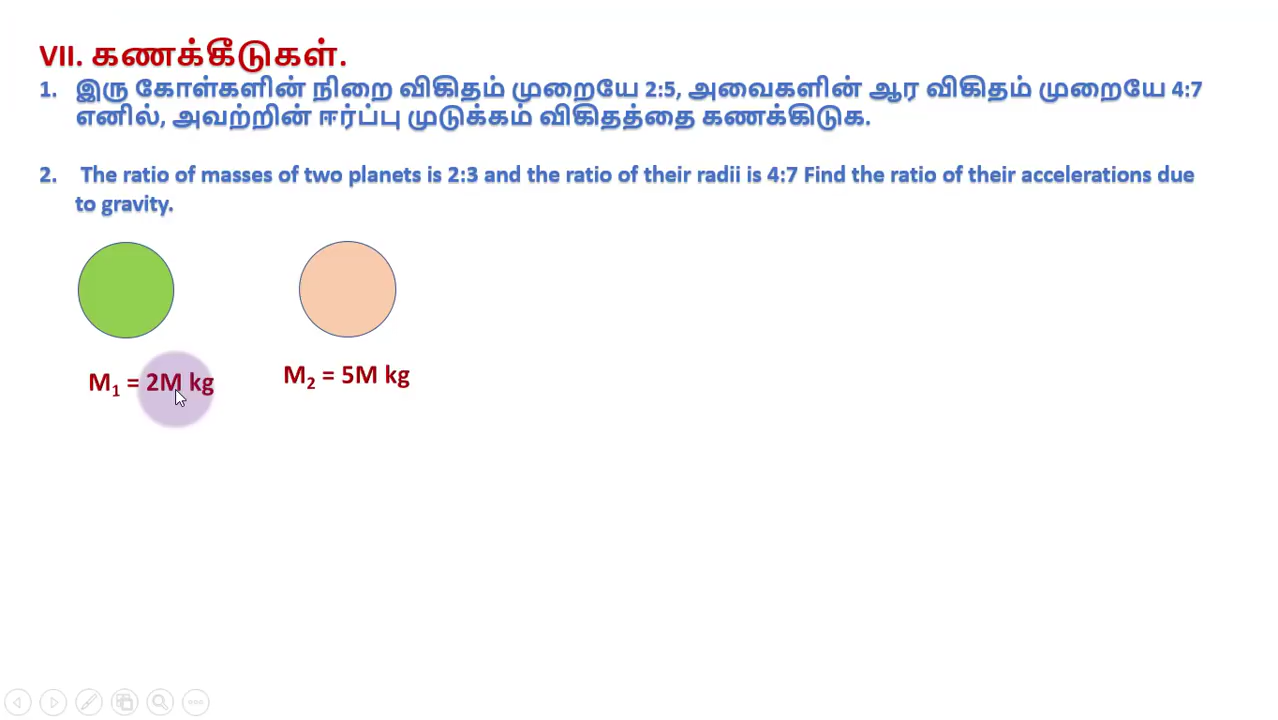 VII. கணக்கீடுகள்.
1. இரு கோள்களின் நிறை விகிதம் முறையே 2:5, அவைகளின் ஆர விகிதம் முறையே 4:7
எனில், அவற்றின் ஈர்ப்பு முடுக்கம் விகிதத்தை கணக்கிடுக.
2. The ratio of masses of two planets is 2:3 and the ratio of their radii is 4:7 Find the ratio of their accelerations due
to gravity.
M₁ = 2M kg
M₂ = 5M kg